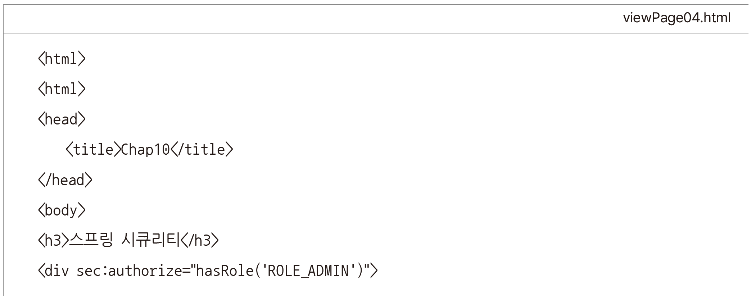 viewPage04.html
<html>
<html>
<head>
<title>Chap10</title>
</head>
<body>
<h3>스프링 시큐리티</h3>
<div sec:authorize="hasRole('ROLE_ADMIN')">